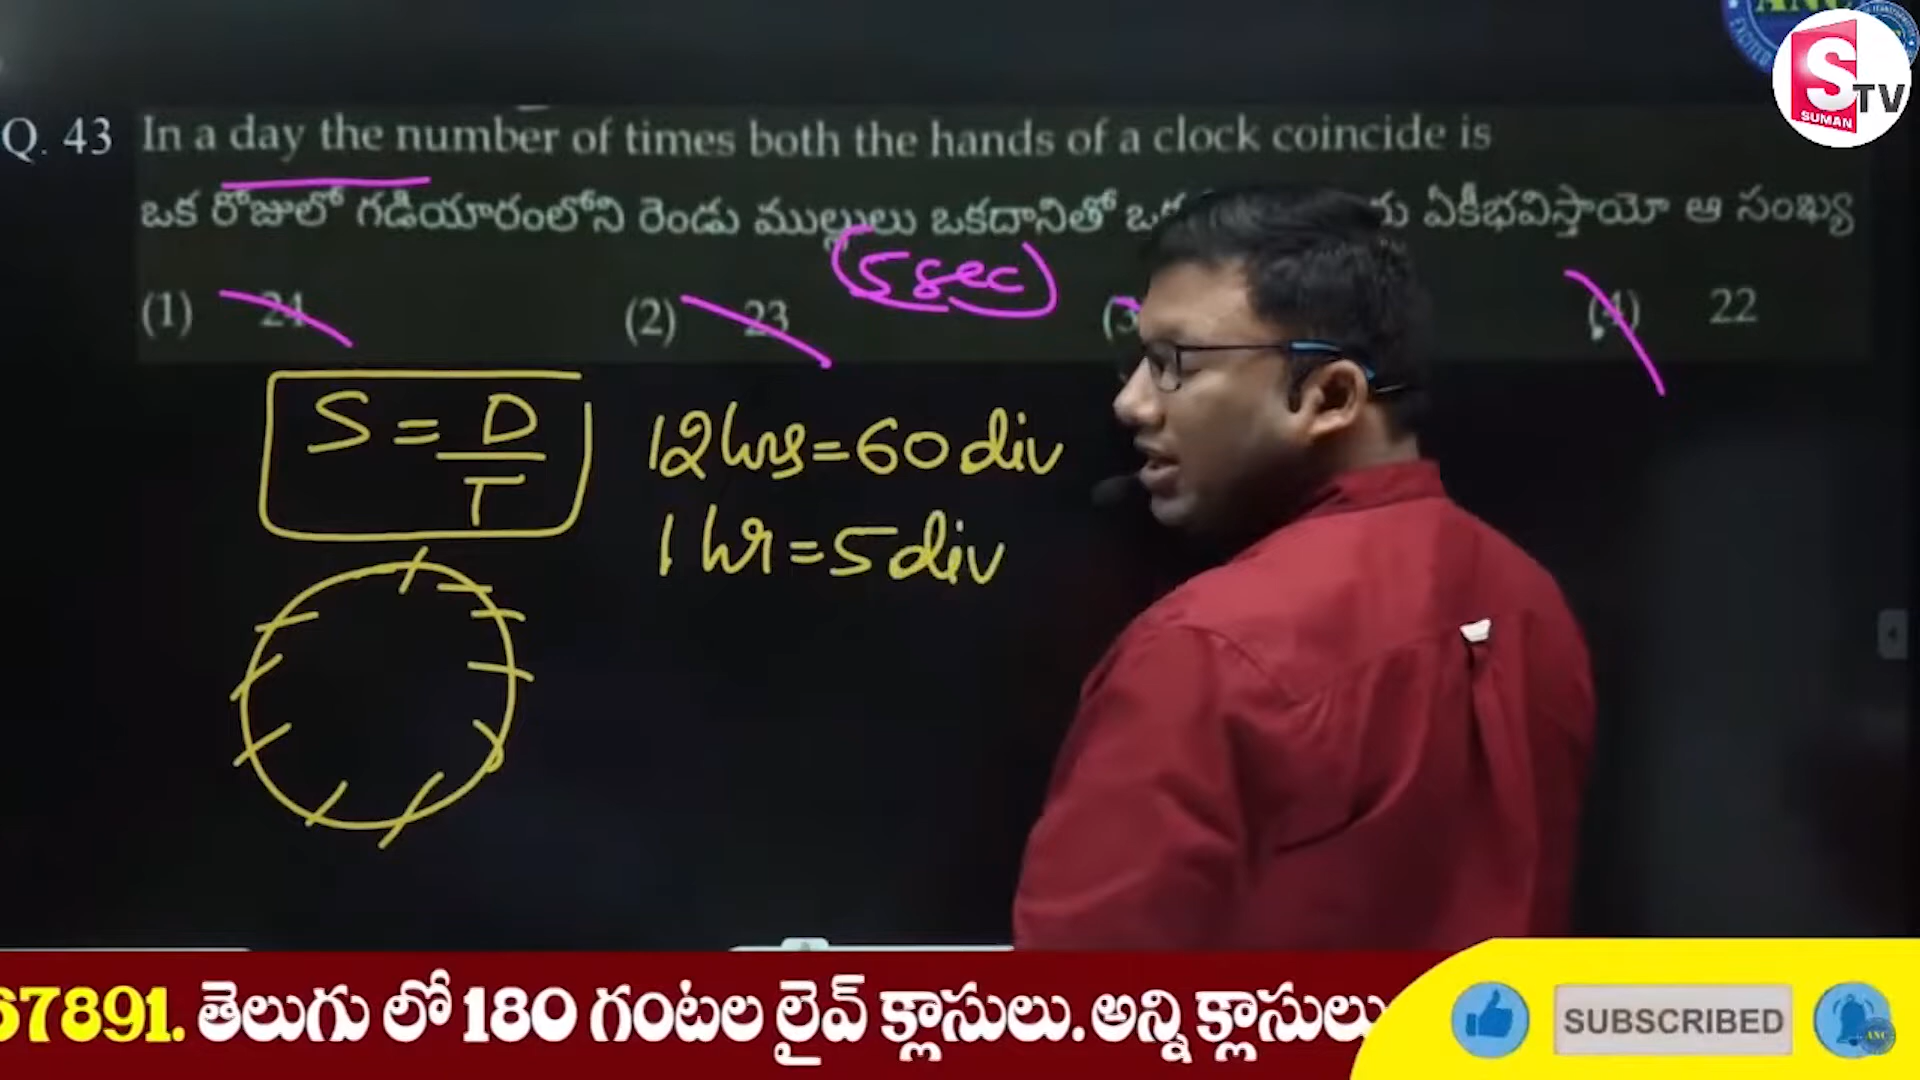 S TV
SUMAN
Q. 43 In a day the number of times both the hands of a clock coincide is
ఒక రోజులో గడియారంలోని రెండు ముల్లులు ఒకదానితో ఏకీభవిస్తాయో ఆ సంఖ్య
(5 sec)
(1) 24 (2) 23 (3 (4) 22
S = D/T
12 hrs = 60 div
1 hr = 5 div
67891. తెలుగు లో 180 గంటల లైవ్ క్లాసులు. అన్ని క్లాసులు
SUBSCRIBED
ANC